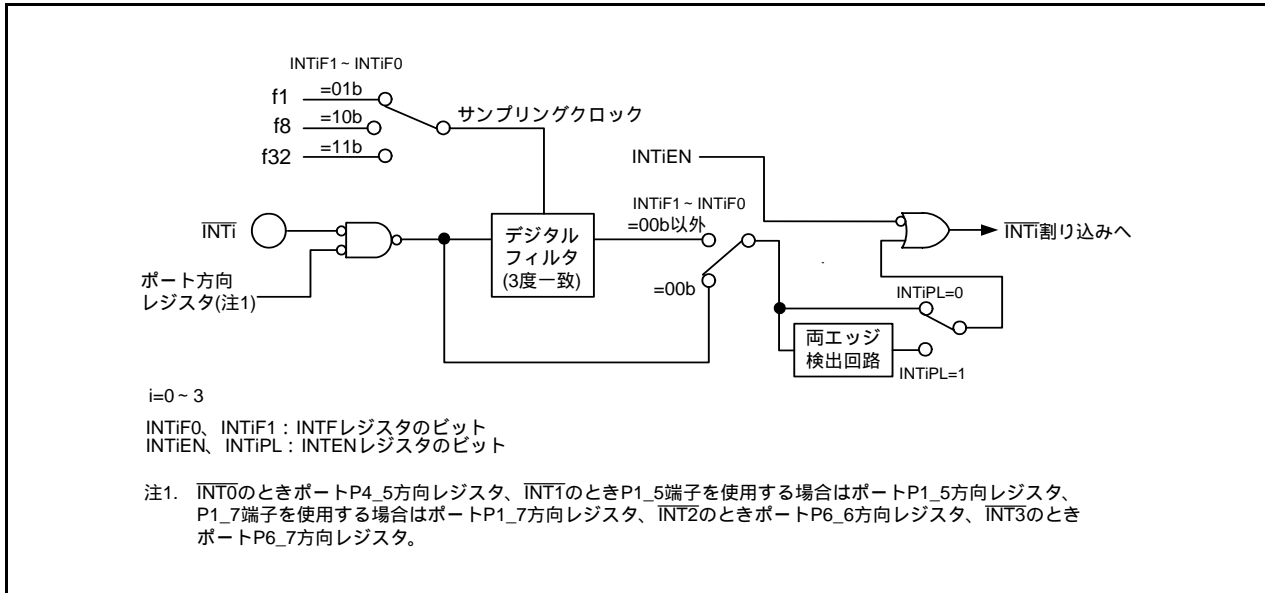 INTiF1~INTiF0
f1 =01b
f8 =10b
f32 =11b
サンプリングクロック
INTiEN
INTiF1~INTiF0
=00b以外
INTi
デジタル
フィルタ
(3度一致)
INTi割り込みへ
ポート方向
レジスタ(注1)
=00b
INTiPL=0
両エッジ
検出回路
INTiPL=1
i=0~3
INTiF0、INTiF1:INTFレジスタのビット
INTiEN、INTiPL:INTENレジスタのビット
注1. INT0のときポートP4_5方向レジスタ、INT1のときP1_5端子を使用する場合はポートP1_5方向レジスタ、
P1_7端子を使用する場合はポートP1_7方向レジスタ、INT2のときポートP6_6方向レジスタ、INT3のとき
ポートP6_7方向レジスタ。